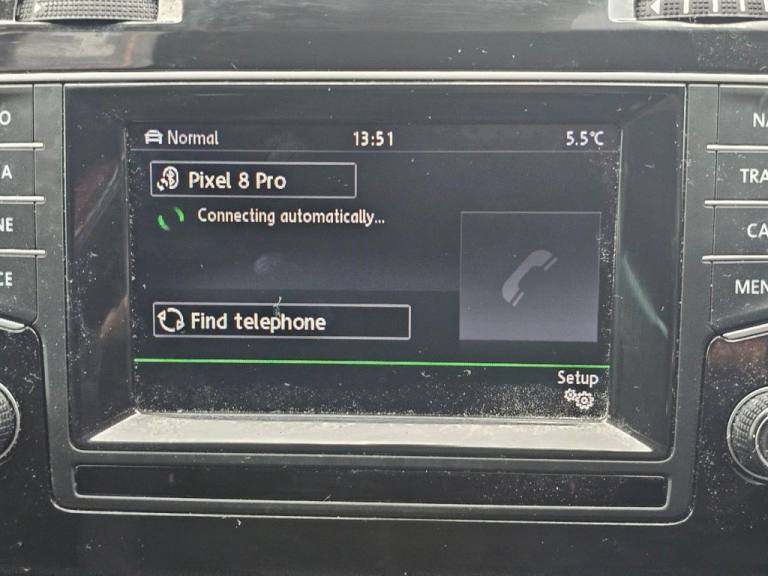 Normal 13:51 5.5°C
Pixel 8 Pro
Connecting automatically...
Find telephone
Setup